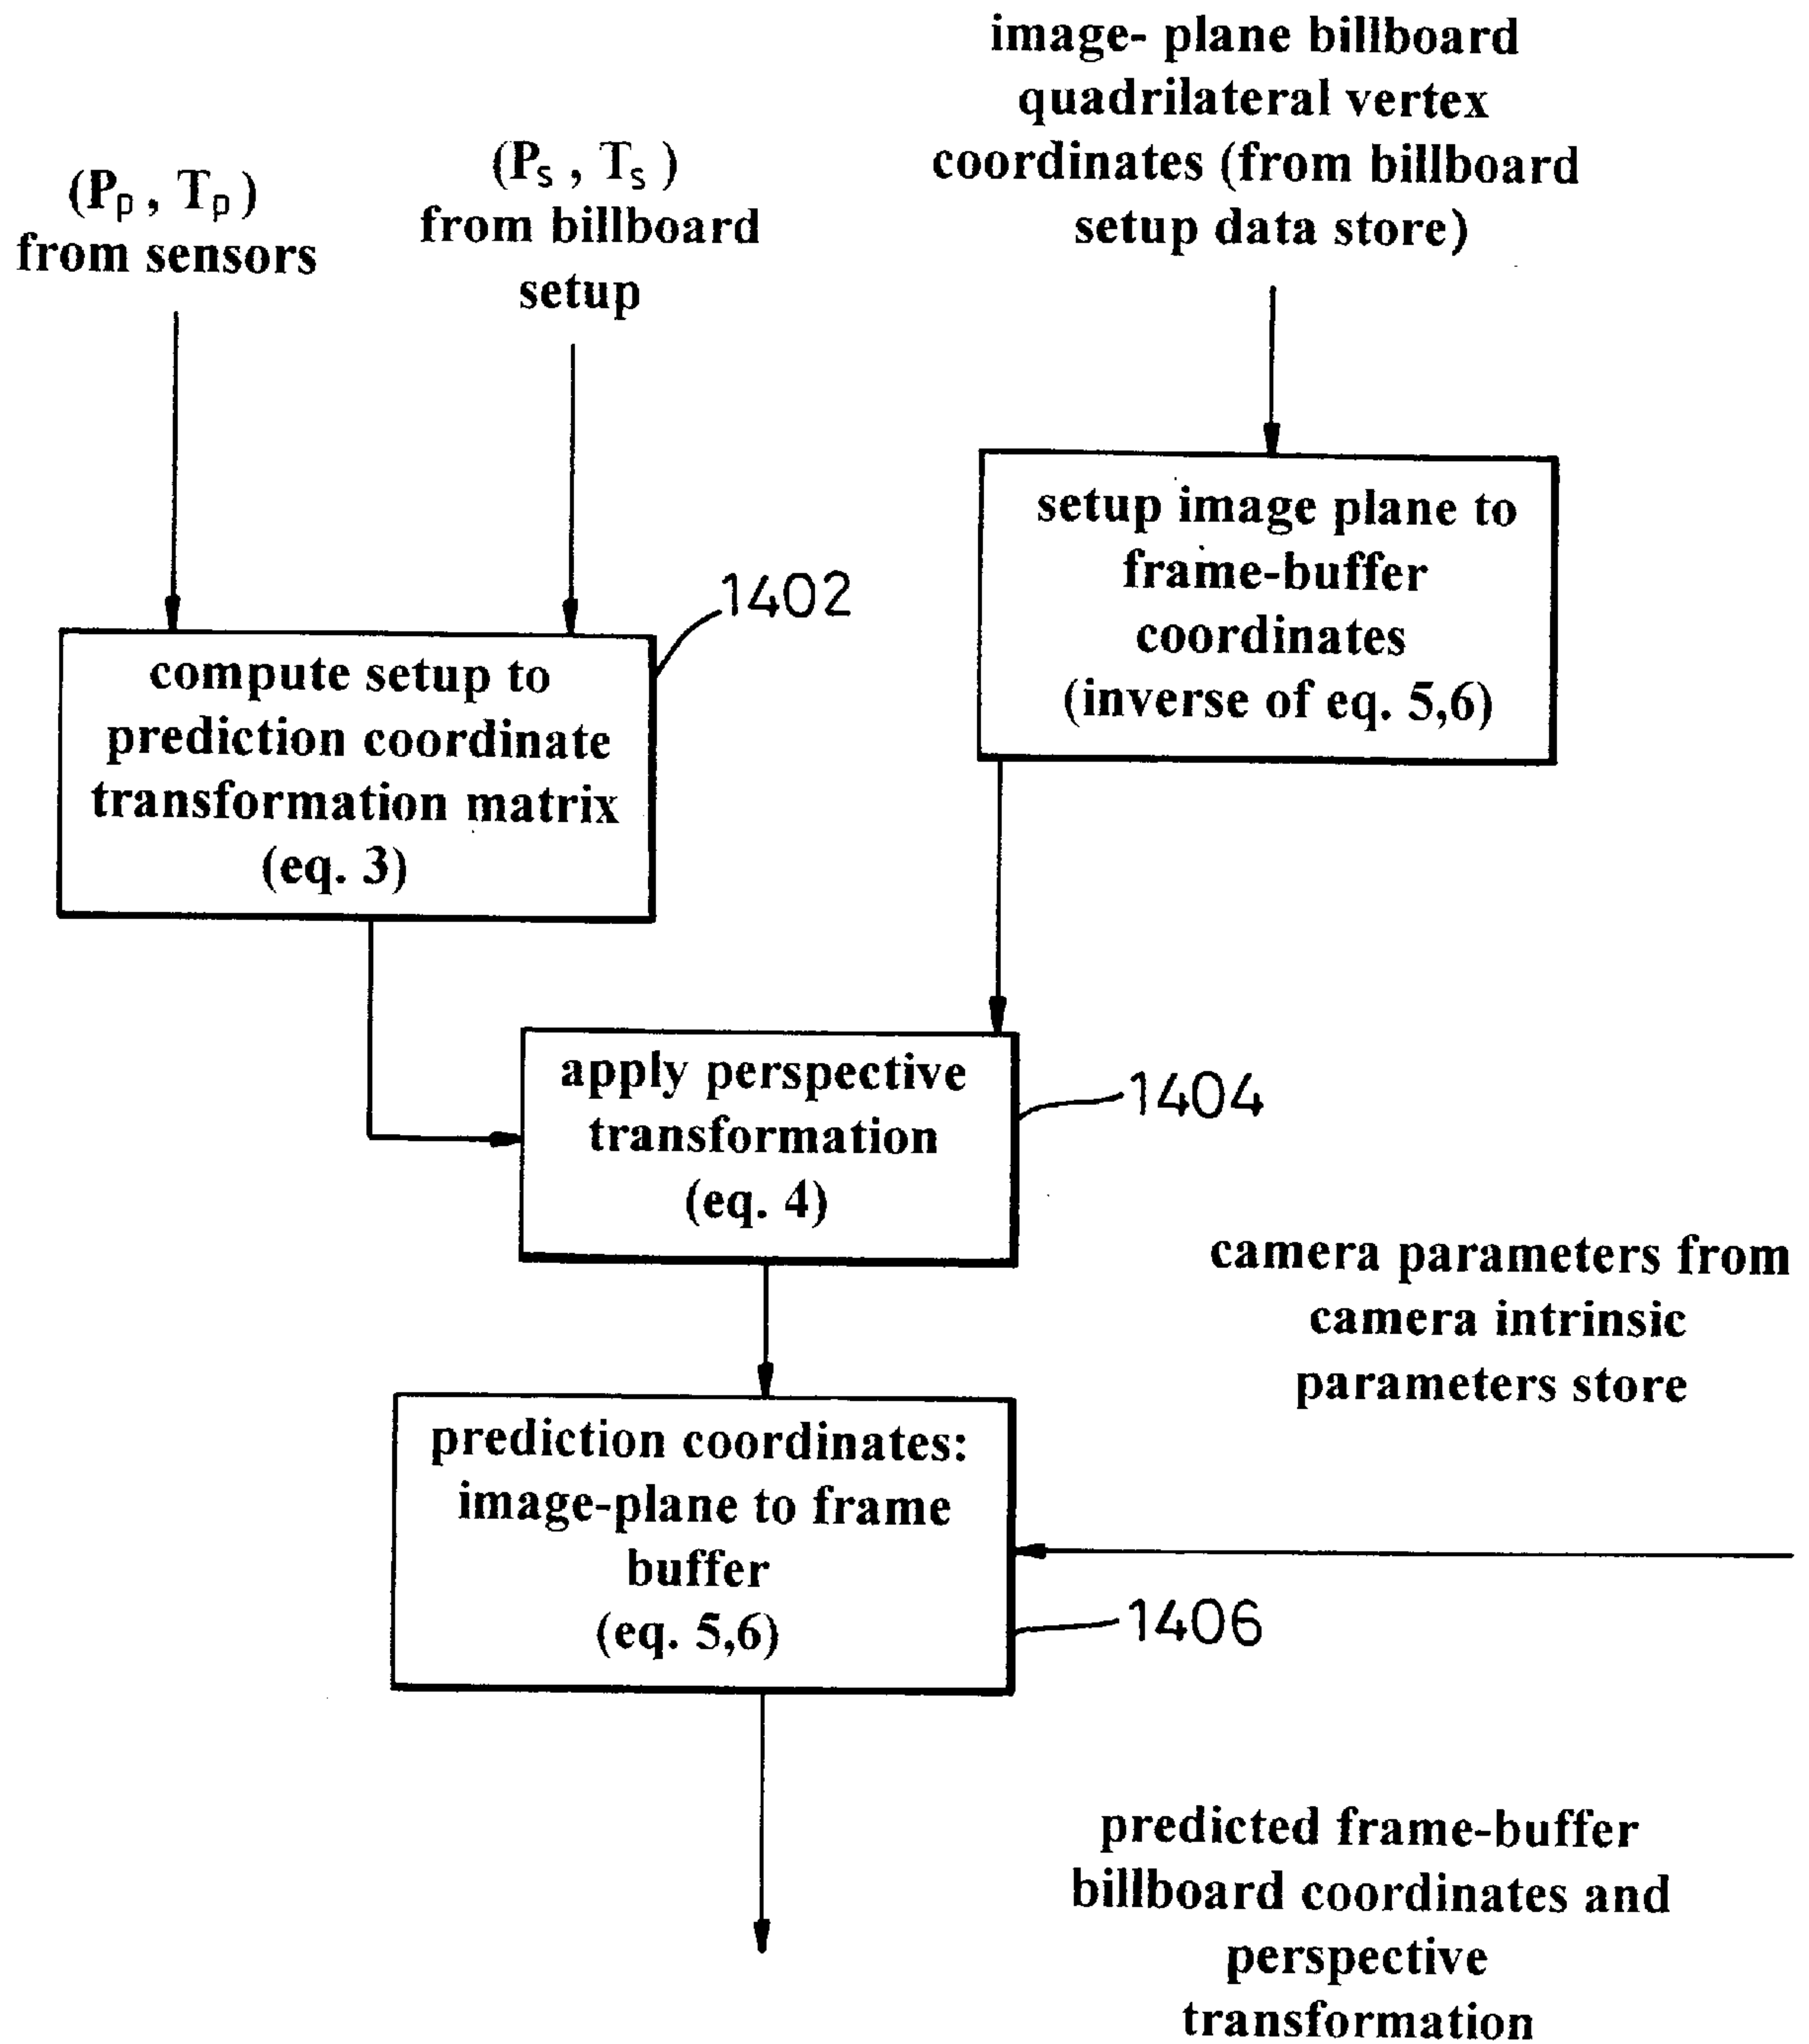 image- plane billboard
quadrilateral vertex
coordinates (from billboard
setup data store)
(Ps , Ts )
from billboard
setup
(Pp , Tp )
from sensors
setup image plane to
frame-buffer
coordinates
(inverse of eq. 5,6)
1402
compute setup to
prediction coordinate
transformation matrix
(eq. 3)
apply perspective
transformation
(eq. 4)
1404
camera parameters from
camera intrinsic
parameters store
prediction coordinates:
image-plane to frame
buffer
(eq. 5,6)
1406
predicted frame-buffer
billboard coordinates and
perspective
transformation